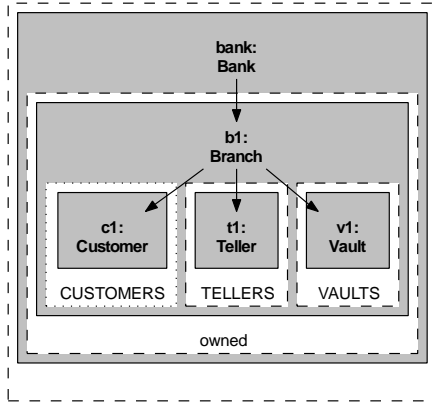 bank:
Bank
b1:
Branch
c1:
Customer
t1:
Teller
v1:
Vault
CUSTOMERS
TELLERS
VAULTS
owned